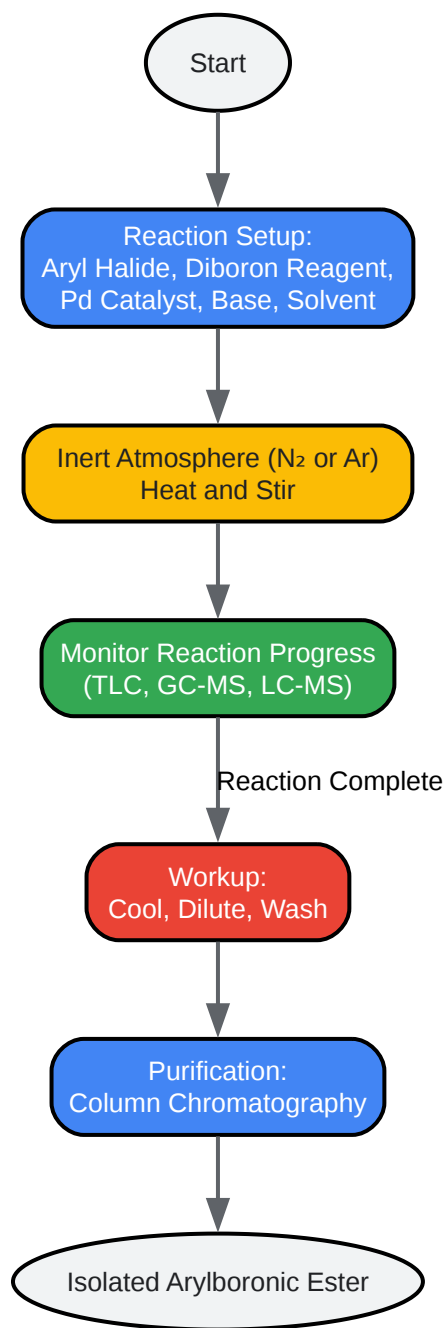 Start
Reaction Setup:
Aryl Halide, Diboron Reagent,
Pd Catalyst, Base, Solvent
Inert Atmosphere (N₂ or Ar)
Heat and Stir
Monitor Reaction Progress
(TLC, GC-MS, LC-MS)
Reaction Complete
Workup:
Cool, Dilute, Wash
Purification:
Column Chromatography
Isolated Arylboronic Ester